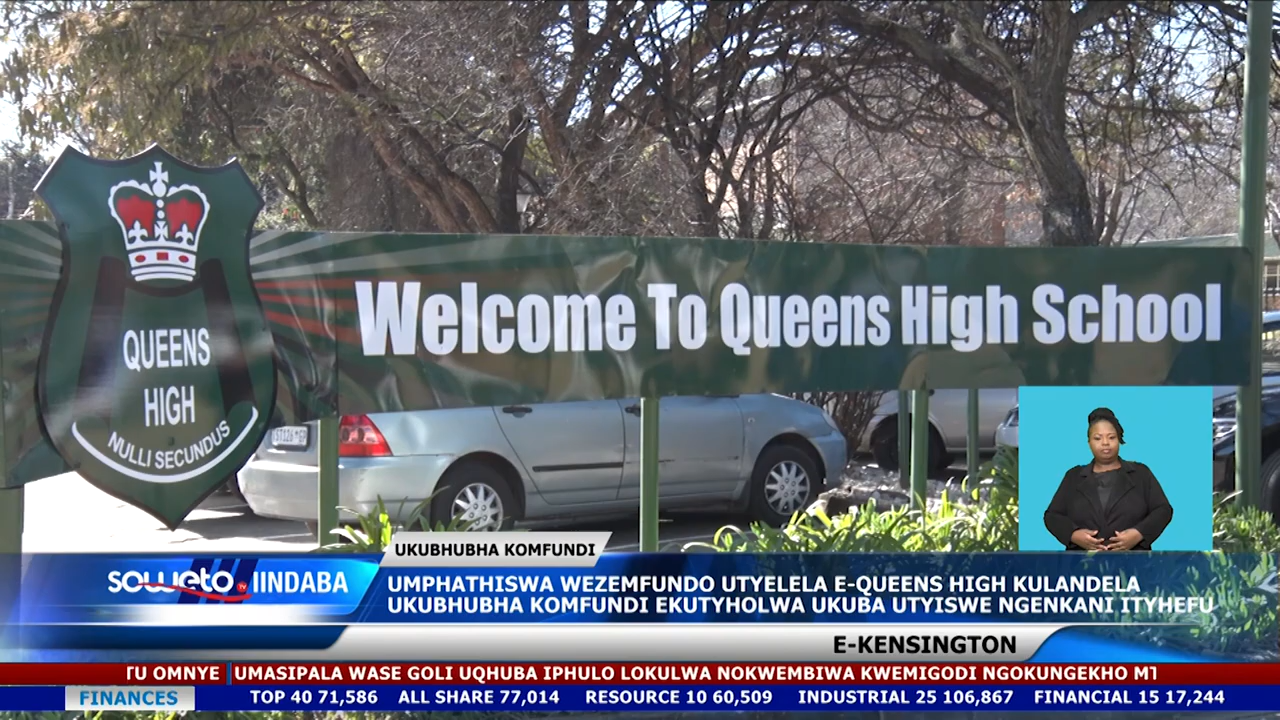 QUEENS
HIGH
NULLI SECUNDUS
Welcome To Queens High School
UKUBHUBHA KOMFUNDI
soweto TV IINDABA
UMPHATHISWA WEZEMFUNDO UTYELELA E-QUEENS HIGH KULANDELA
UKUBHUBHA KOMFUNDI EKUTYHOLWA UKUBA UTYISWE NGENKANI ITYHEFU
E-KENSINGTON
TU OMNYE UMASIPALA WASE GOLI UQHUBA IPHULO LOKULWA NOKWEMBIWA KWEMIGODI NGOKUNGEKHO MT
FINANCES TOP 40 71,586 ALL SHARE 77,014 RESOURCE 10 60,509 INDUSTRIAL 25 106,867 FINANCIAL 15 17,244